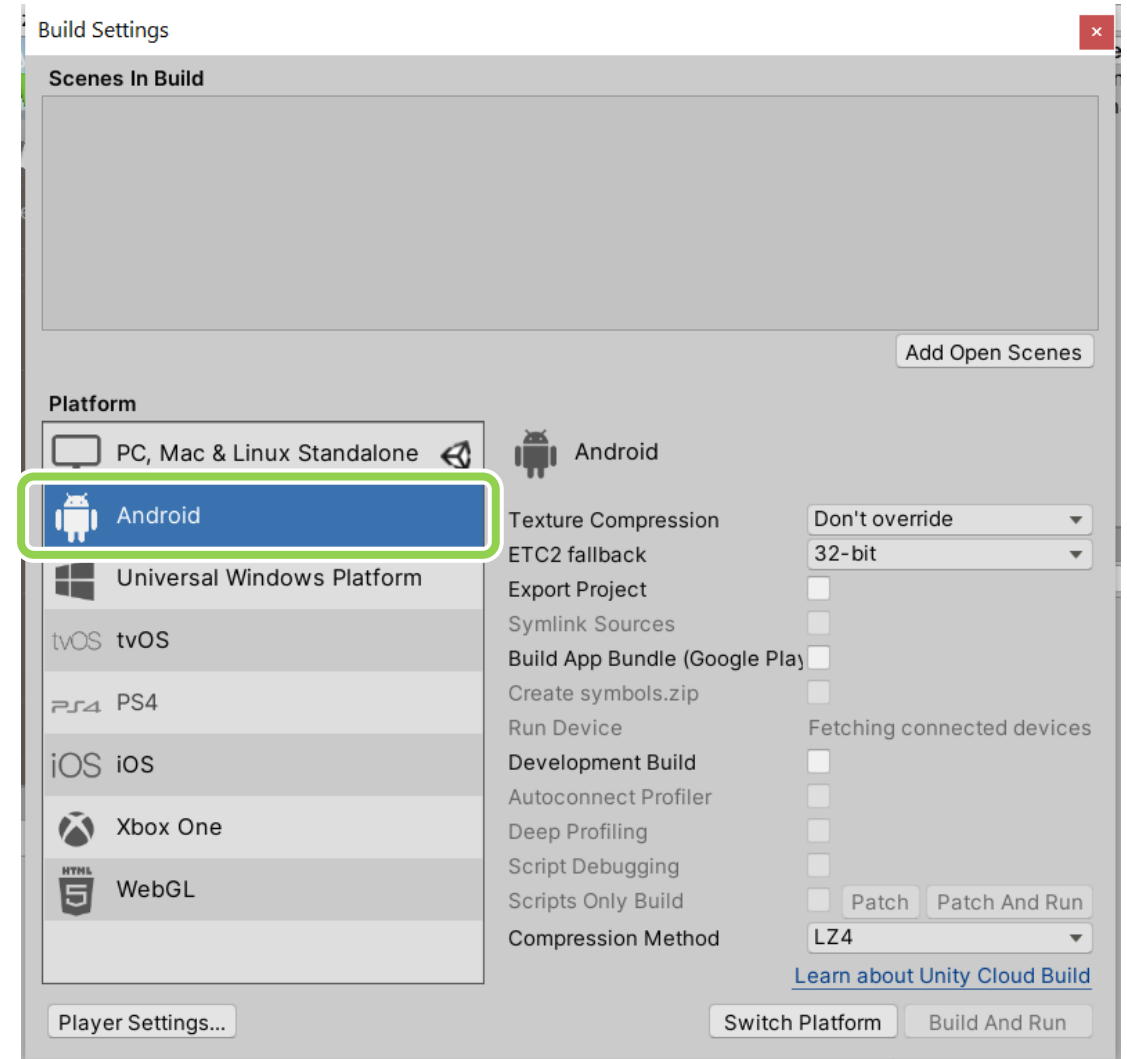 Build Settings
Scenes In Build
Add Open Scenes
Platform
PC, Mac & Linux Standalone
Android
Universal Windows Platform
tvOS tvOS
PS4 PS4
iOS iOS
Xbox One
HTML 5 WebGL
Android
Texture Compression Don't override
ETC2 fallback 32-bit
Export Project
Symlink Sources
Build App Bundle (Google Play
Create symbols.zip
Run Device Fetching connected devices
Development Build
Autoconnect Profiler
Deep Profiling
Script Debugging
Scripts Only Build Patch Patch And Run
Compression Method LZ4
Learn about Unity Cloud Build
Player Settings... Switch Platform Build And Run